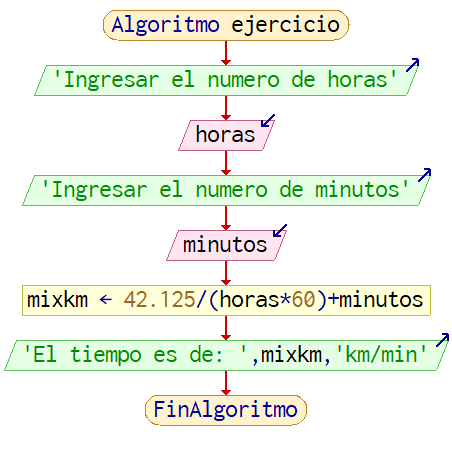 Algoritmo ejercicio
'Ingresar el numero de horas'
horas
'Ingresar el numero de minutos'
minutos
mixkm ← 42.125/(horas*60)+minutos
'El tiempo es de: ',mixkm,'km/min'
FinAlgoritmo